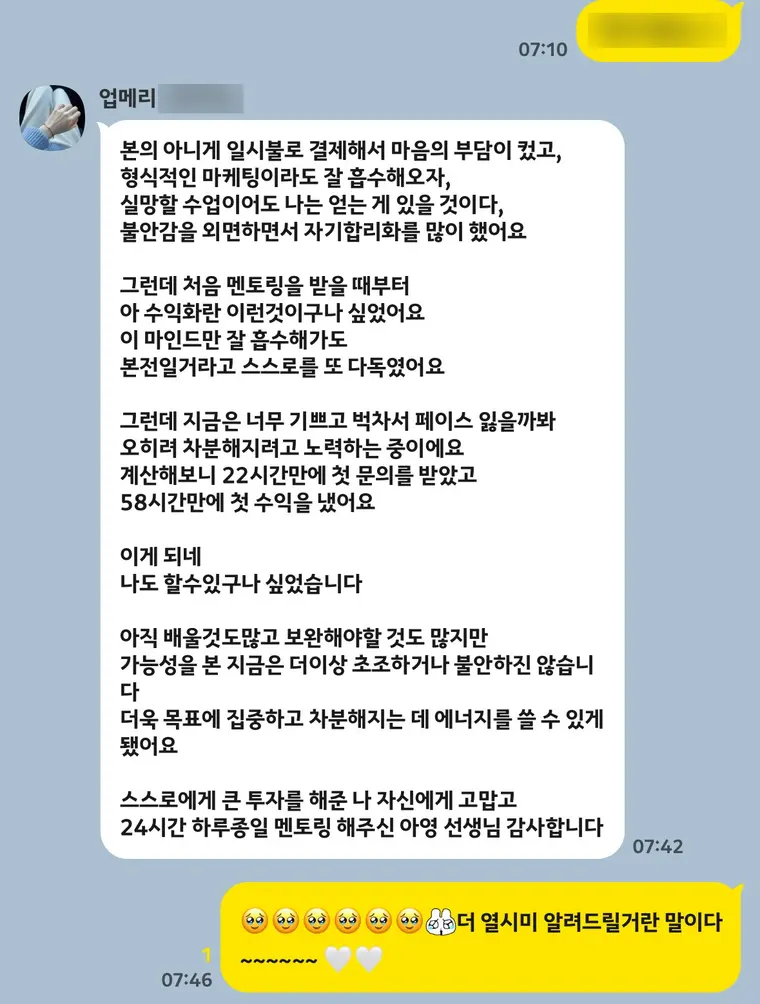 07:10
업메리
본의 아니게 일시불로 결제해서 마음의 부담이 컸고,
형식적인 마케팅이라도 잘 흡수해오자,
실망할 수업이어도 나는 얻는 게 있을 것이다,
불안감을 외면하면서 자기합리화를 많이 했어요
그런데 처음 멘토링을 받을 때부터
아 수익화란 이런것이구나 싶었어요
이 마인드만 잘 흡수해가도
본전일거라고 스스로를 또 다독였어요
그런데 지금은 너무 기쁘고 벅차서 페이스 잃을까봐
오히려 차분해지려고 노력하는 중이에요
계산해보니 22시간만에 첫 문의를 받았고
58시간만에 첫 수익을 냈어요
이게 되네
나도 할수있구나 싶었습니다
아직 배울것도많고 보완해야할 것도 많지만
가능성을 본 지금은 더이상 초조하거나 불안하진 않습니
다
더욱 목표에 집중하고 차분해지는 데 에너지를 쓸 수 있게
됐어요
스스로에게 큰 투자를 해준 나 자신에게 고맙고
24시간 하루종일 멘토링 해주신 아영 선생님 감사합니다
07:42
🥹🥹🥹🥹🥹🥹더 열시미 알려드릴거란 말이다
~~~~~~ 🤍🤍
1
07:46